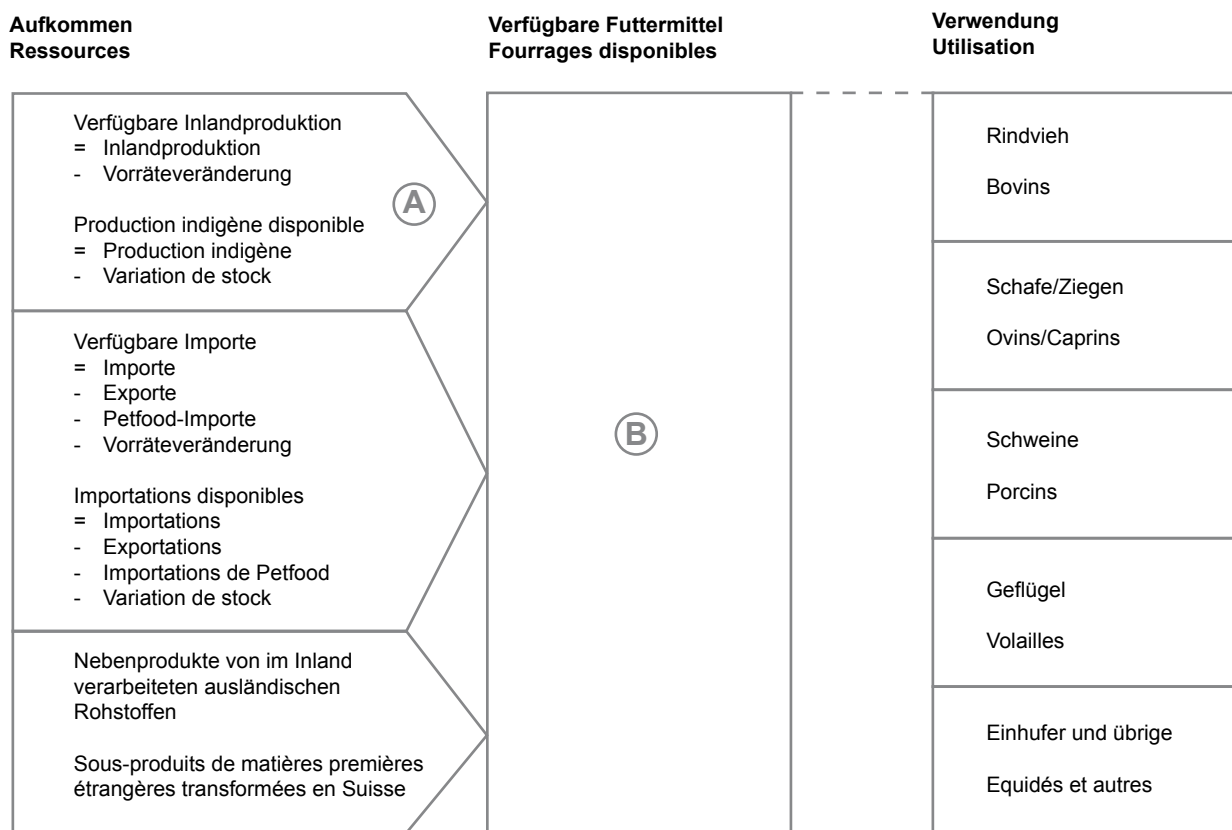 Aufkommen
Ressources
Verfügbare Futtermittel
Fourrages disponibles
Verwendung
Utilisation
Verfügbare Inlandproduktion
= Inlandproduktion
- Vorräteveränderung
Production indigène disponible
= Production indigène
- Variation de stock
A
Verfügbare Importe
= Importe
- Exporte
- Petfood-Importe
- Vorräteveränderung
Importations disponibles
= Importations
- Exportations
- Importations de Petfood
- Variation de stock
Nebenprodukte von im Inland
verarbeiteten ausländischen
Rohstoffen
Sous-produits de matières premières
étrangères transformées en Suisse
B
Rindvieh
Bovins
Schafe/Ziegen
Ovins/Caprins
Schweine
Porcins
Geflügel
Volailles
Einhufer und übrige
Equidés et autres